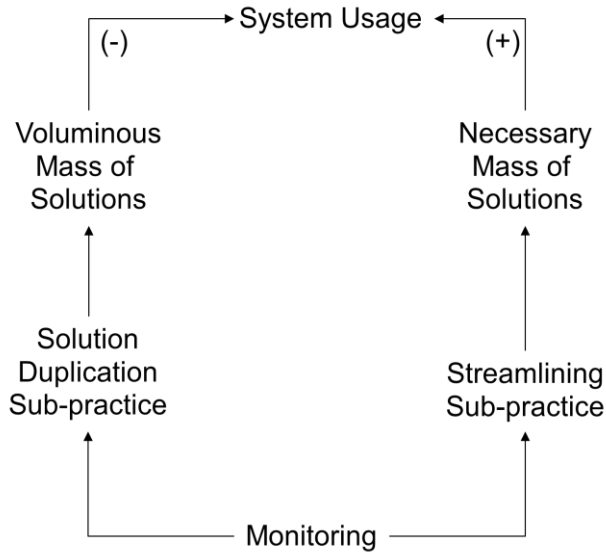 System Usage
(-)
(+)
Voluminous
Mass of
Solutions
Necessary
Mass of
Solutions
Solution
Duplication
Sub-practice
Streamlining
Sub-practice
Monitoring